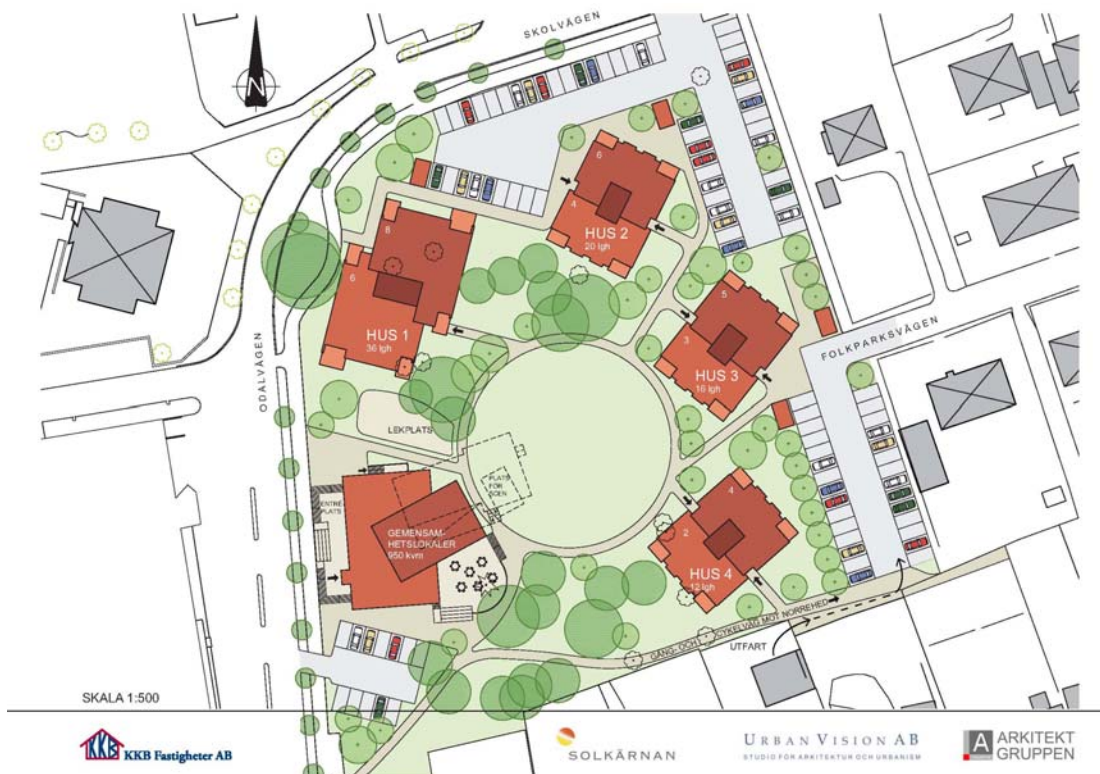 SKOLVÄGEN
N
6
4
HUS 2
20 lgh
8
6
HUS 1
36 lgh
5
3
HUS 3
16 lgh
FOLKPARKSVÄGEN
ODALVÄGEN
LEKPLATS
PLATS
FÖR
SCEN
ENTRÉ
PLATS
GEMENSAM-
HETSLOKALER
950 kvm
4
2
HUS 4
12 lgh
GÅNG- OCH CYKELVÄG MOT NORREHED
UTFART
SKALA 1:500
KKB
KKB Fastigheter AB
SOLKÄRNAN
URBAN VISION AB
STUDIO FÖR ARKITEKTUR OCH URBANISM
A
ARKITEKT
GRUPPEN